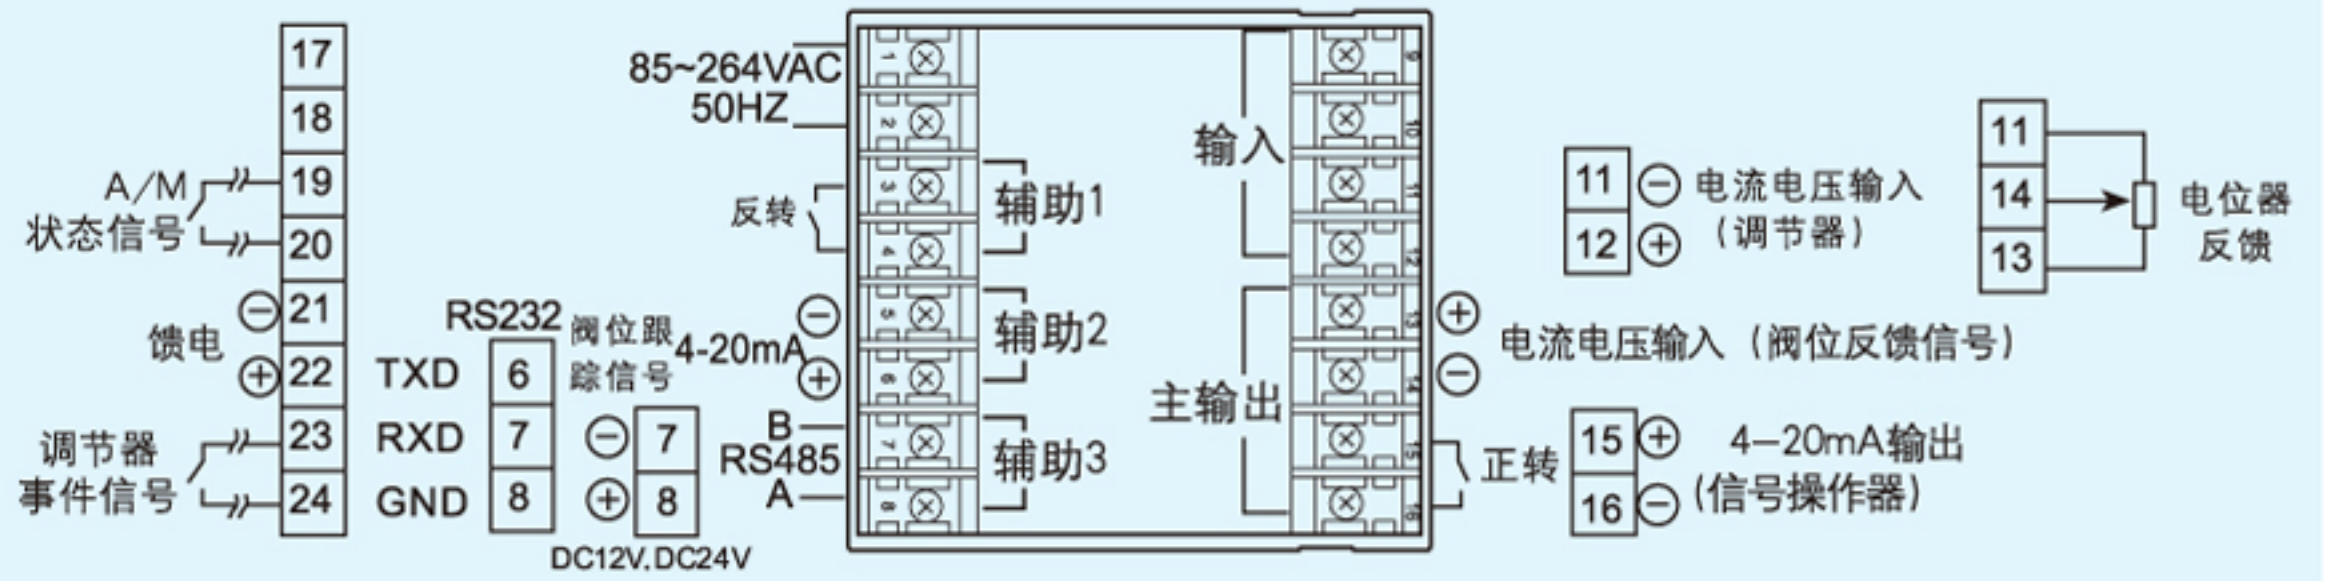 17
18
A/M
19
状态信号
20
⊖ 21
馈电
⊕ 22
调节器
23
事件信号
24
RS232
TXD 6
RXD 7
GND 8
阀位跟
踪信号
4-20mA
⊖
⊕
⊖ 7
⊕ 8
DC12V,DC24V
85~264VAC
50HZ
反转
B
RS485
A
1
2
3
4
5
6
7
8
辅助1
辅助2
辅助3
输入
主输出
9
10
11
12
13
14
15
16
⊕
⊖
电流电压输入（阀位反馈信号）
正转
11 ⊖ 电流电压输入
12 ⊕ （调节器）
15 ⊕ 4—20mA输出
16 ⊖ (信号操作器)
11
14
13
电位器
反馈